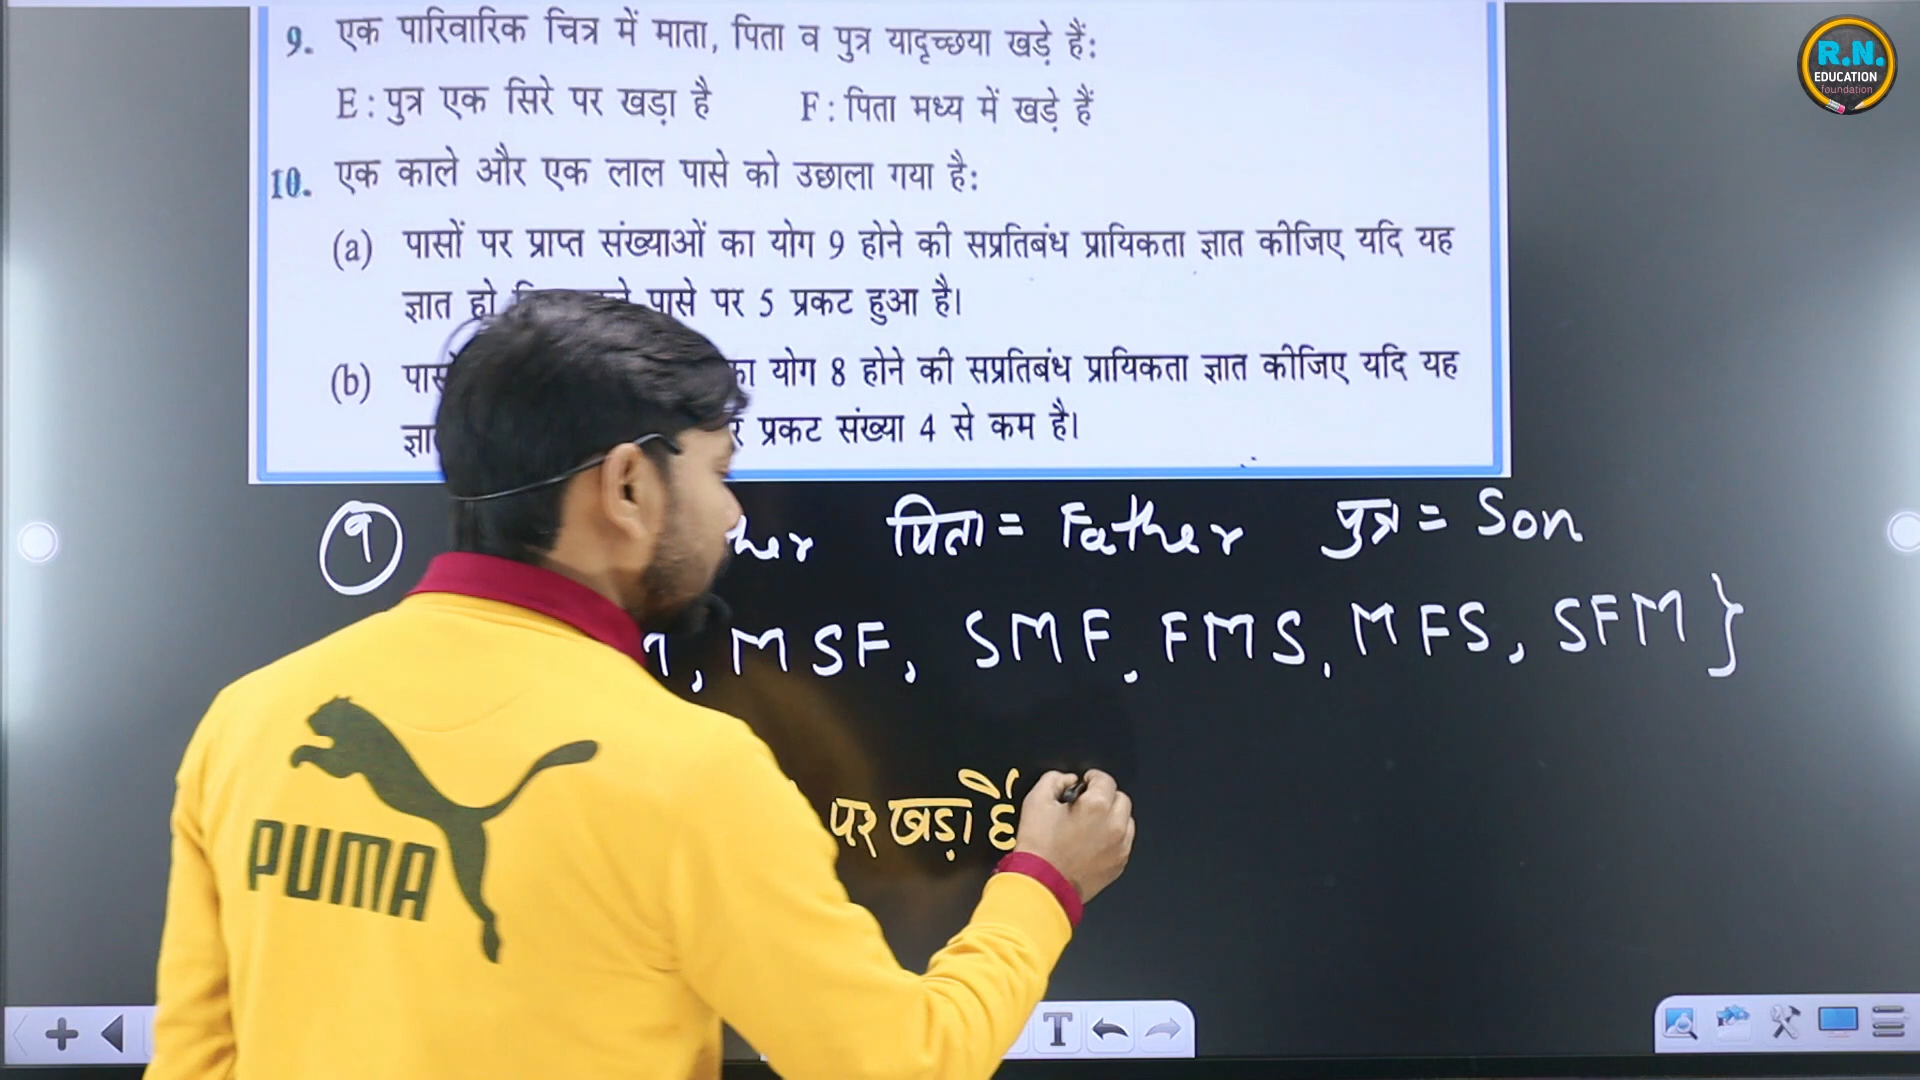 9. एक पारिवारिक चित्र में माता, पिता व पुत्र यादृच्छया खड़े हैं:
E : पुत्र एक सिरे पर खड़ा है F : पिता मध्य में खड़े हैं
10. एक काले और एक लाल पासे को उछाला गया है:
(a) पासों पर प्राप्त संख्याओं का योग 9 होने की सप्रतिबंध प्रायिकता ज्ञात कीजिए यदि यह
ज्ञात हो पासे पर 5 प्रकट हुआ है।
(b) का योग 8 होने की सप्रतिबंध प्रायिकता ज्ञात कीजिए यदि यह
प्रकट संख्या 4 से कम है।
R.N.
EDUCATION
foundation
9 ther पिता = Father पुत्र = Son
, MSF, SMF, FMS, MFS, SFM }
पर खड़ा है
PUMA
T